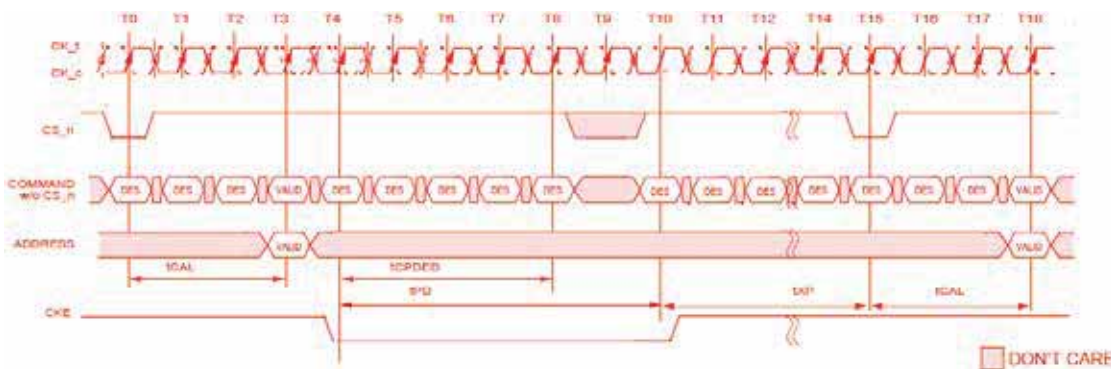 T0 T1 T2 T3 T4 T5 T6 T7 T8 T9 T10 T11 T12 T14 T15 T16 T17 T18
CK_t
CK_c
CS_n
COMMAND
w/o CS_n
DES DES DES VALID DES DES DES DES DES DES DES DES DES DES DES DES VALID
ADDRESS
VALID VALID
tCAL tCPDED
tPD tXP tCAL
CKE
DON'T CARE